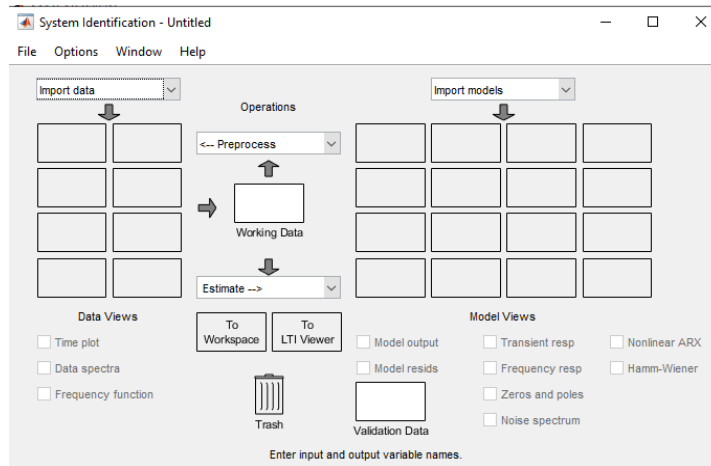 System Identification - Untitled
File Options Window Help
Import data
Import models
Operations
<-- Preprocess
Working Data
Estimate -->
Data Views
Time plot
Data spectra
Frequency function
To Workspace
To LTI Viewer
Trash
Model Views
Model output
Transient resp
Nonlinear ARX
Model resids
Frequency resp
Hamm-Wiener
Zeros and poles
Noise spectrum
Validation Data
Enter input and output variable names.